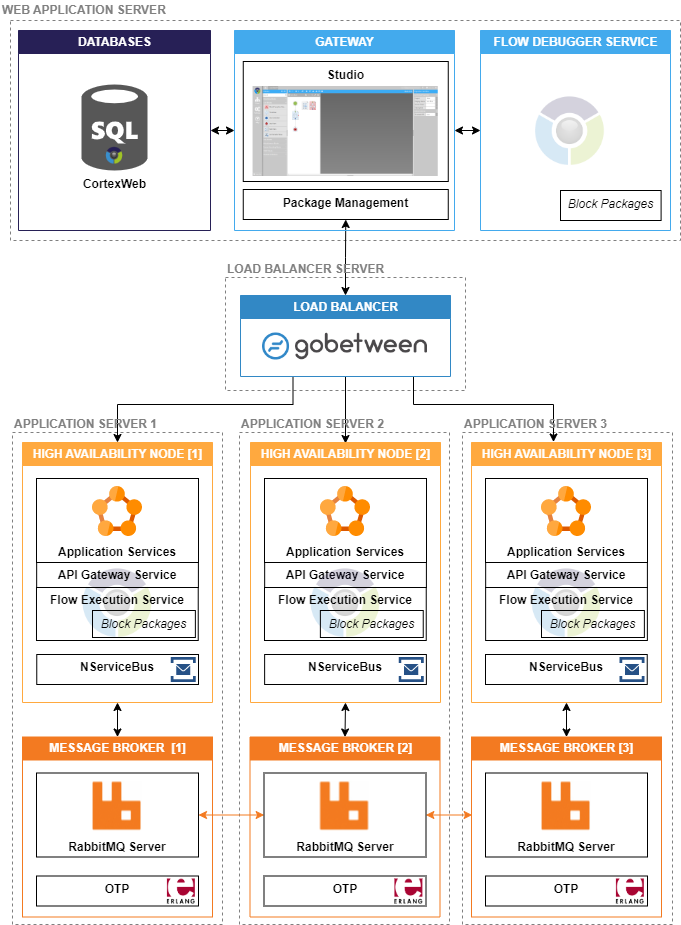 WEB APPLICATION SERVER
DATABASES
SQL
CortexWeb
GATEWAY
Studio
Package Management
FLOW DEBUGGER SERVICE
Block Packages
LOAD BALANCER SERVER
LOAD BALANCER
gobetween
APPLICATION SERVER 1
HIGH AVAILABILITY NODE [1]
Application Services
API Gateway Service
Flow Execution Service
Block Packages
NServiceBus
MESSAGE BROKER [1]
RabbitMQ Server
OTP
ERLANG
APPLICATION SERVER 2
HIGH AVAILABILITY NODE [2]
Application Services
API Gateway Service
Flow Execution Service
Block Packages
NServiceBus
MESSAGE BROKER [2]
RabbitMQ Server
OTP
ERLANG
APPLICATION SERVER 3
HIGH AVAILABILITY NODE [3]
Application Services
API Gateway Service
Flow Execution Service
Block Packages
NServiceBus
MESSAGE BROKER [3]
RabbitMQ Server
OTP
ERLANG